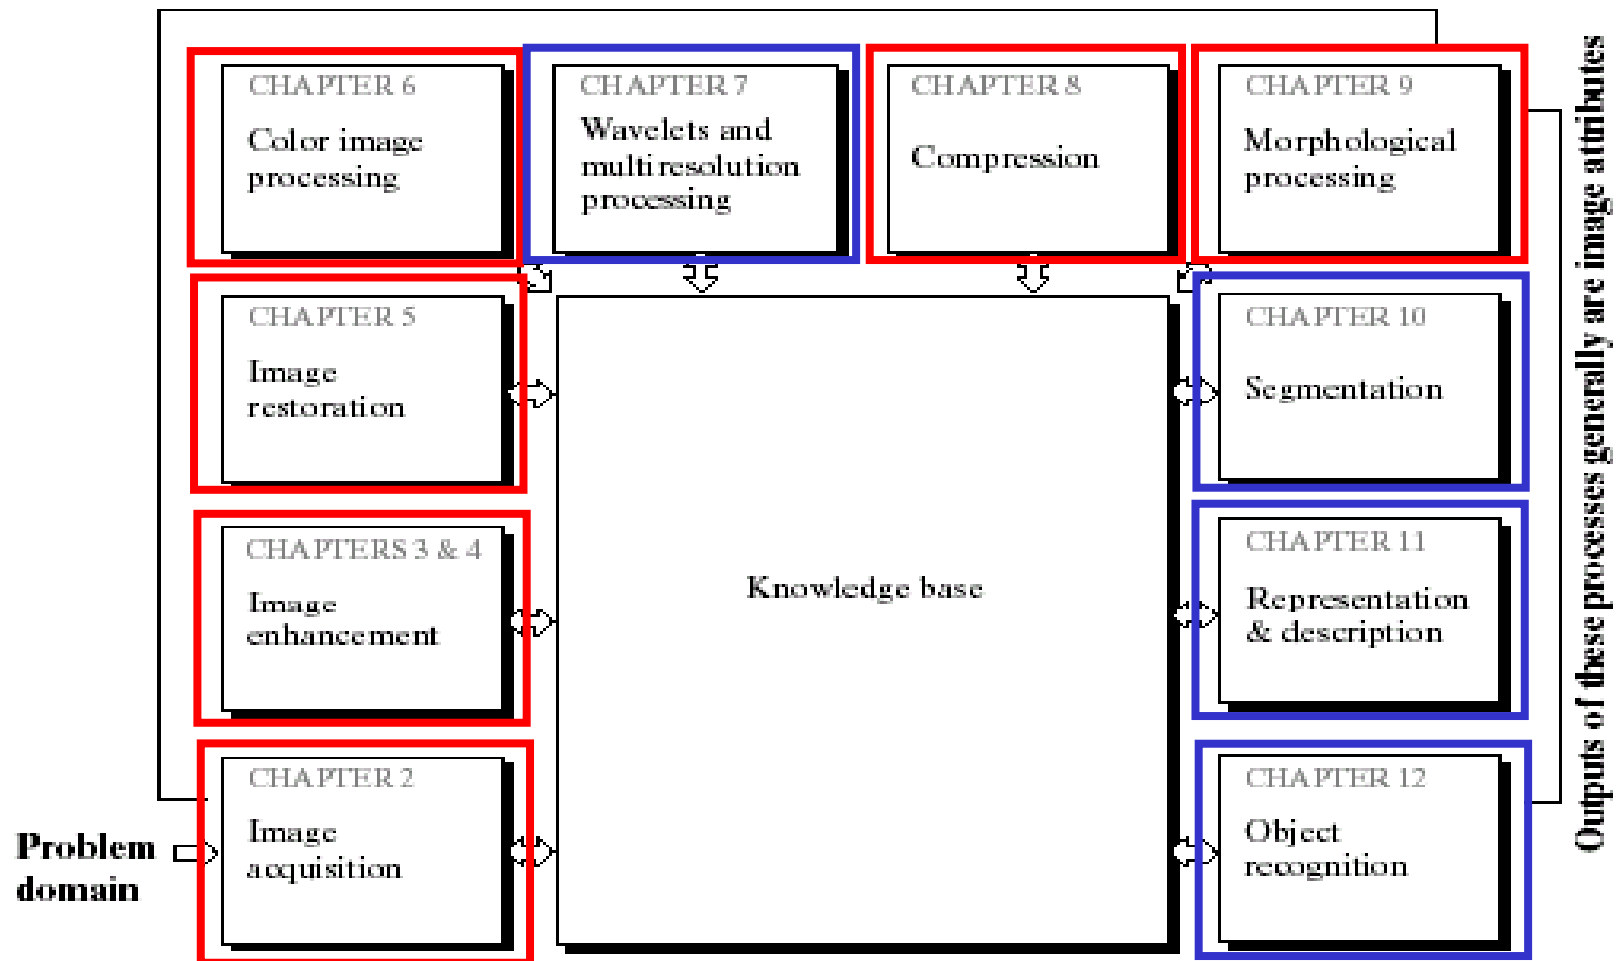 CHAPTER 6
Color image
processing
CHAPTER 7
Wavelets and
multiresolution
processing
CHAPTER 8
Compression
CHAPTER 9
Morphological
processing
CHAPTER 5
Image
restoration
CHAPTER 10
Segmentation
CHAPTERS 3 & 4
Image
enhancement
Knowledge base
CHAPTER 11
Representation
& description
CHAPTER 2
Image
acquisition
CHAPTER 12
Object
recognition
Problem
domain
Outputs of these processes generally are image attributes